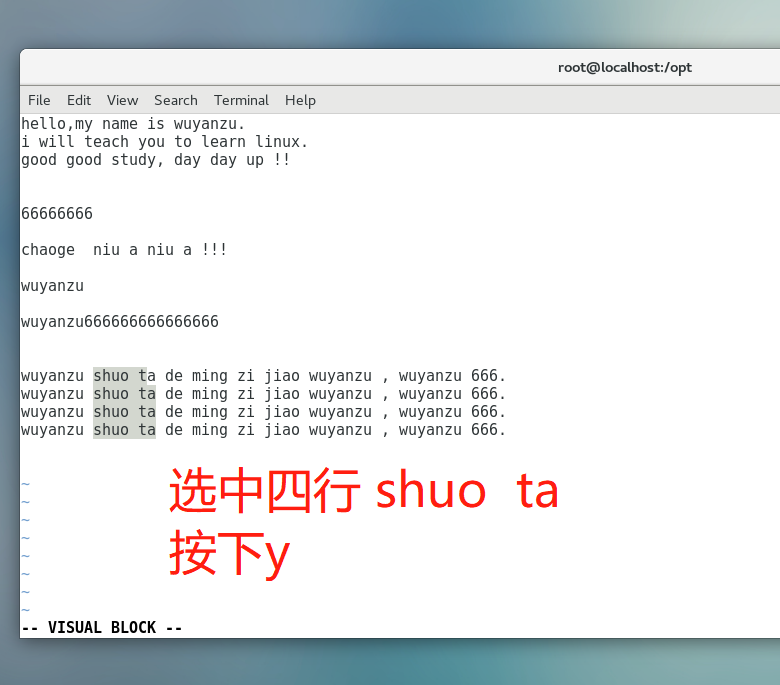 root@localhost:/opt
File Edit View Search Terminal Help
hello,my name is wuyanzu.
i will teach you to learn linux.
good good study, day day up !!
66666666
chaoge  niu a niu a !!!
wuyanzu
wuyanzu666666666666666
wuyanzu shuo ta de ming zi jiao wuyanzu , wuyanzu 666.
wuyanzu shuo ta de ming zi jiao wuyanzu , wuyanzu 666.
wuyanzu shuo ta de ming zi jiao wuyanzu , wuyanzu 666.
wuyanzu shuo ta de ming zi jiao wuyanzu , wuyanzu 666.
~
选中四行 shuo  ta
~
~
~
按下y
~
~
~
~
-- VISUAL BLOCK --